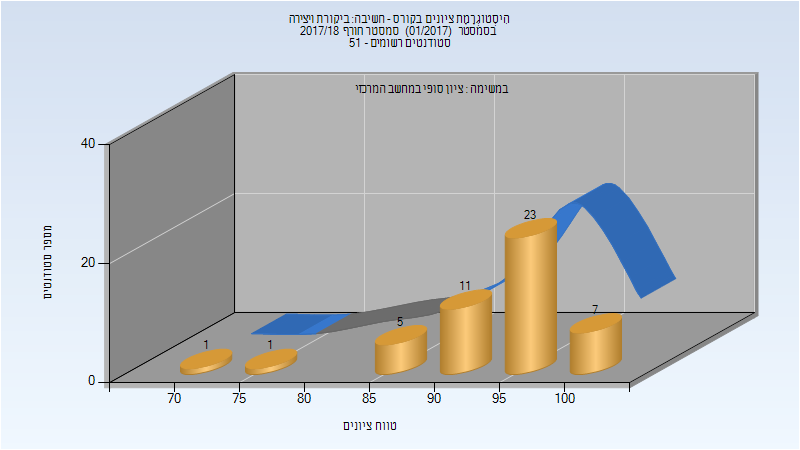 היסטוגרמת ציונים בקורס - חשיבה: ביקורת ויצירה
בסמסטר (01/2017) סמסטר חורף 2017/18
סטודנטים רשומים - 51
במשימה : ציון סופי במחשב המרכזי
40
20
0
מספר סטודנטים
1
1
5
11
23
7
70
75
80
85
90
95
100
טווח ציונים